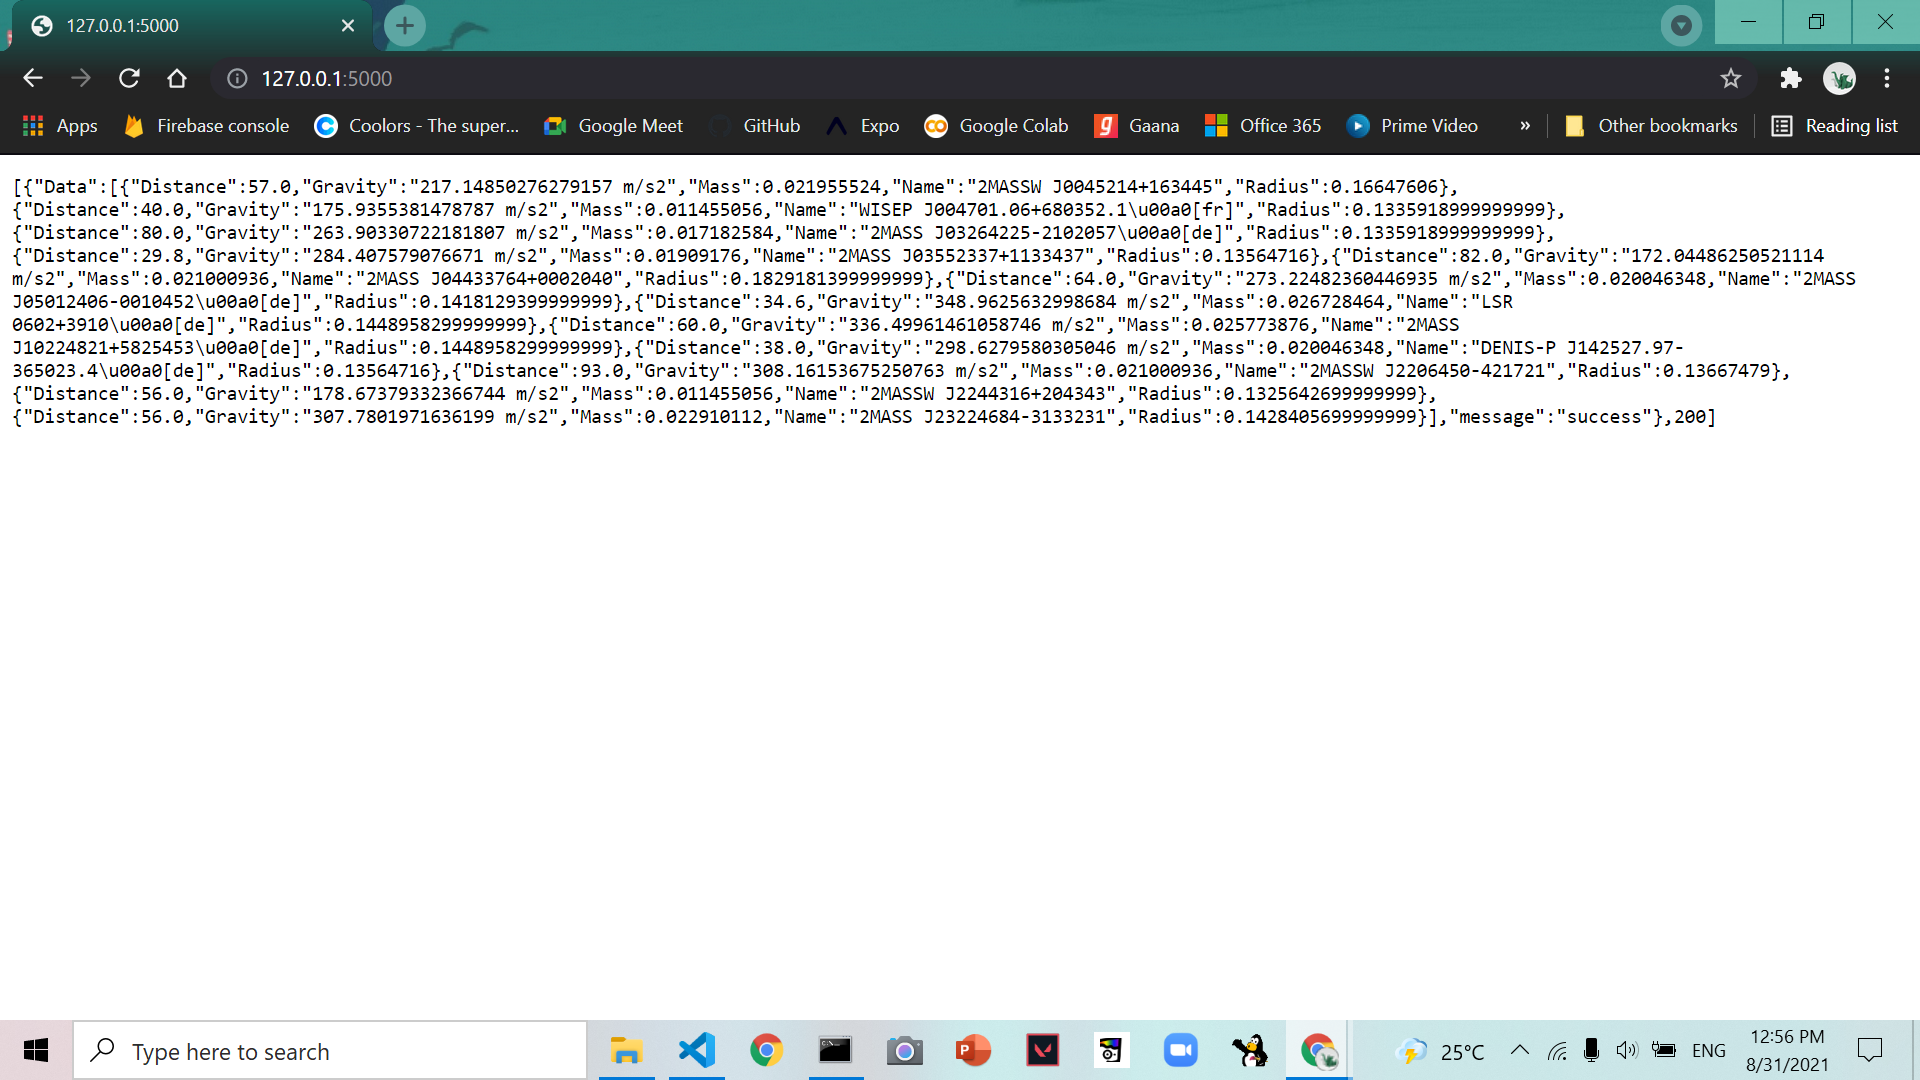 127.0.0.1:5000
127.0.0.1:5000
Apps Firebase console Coolors - The super... Google Meet GitHub Expo Google Colab Gaana Office 365 Prime Video » Other bookmarks Reading list
[{"Data":[{"Distance":57.0,"Gravity":"217.14850276279157 m/s2","Mass":0.021955524,"Name":"2MASSW J0045214+163445","Radius":0.16647606},
{"Distance":40.0,"Gravity":"175.9355381478787 m/s2","Mass":0.011455056,"Name":"WISEP J004701.06+680352.1\u00a0[fr]","Radius":0.1335918999999999},
{"Distance":80.0,"Gravity":"263.90330722181807 m/s2","Mass":0.017182584,"Name":"2MASS J03264225-2102057\u00a0[de]","Radius":0.1335918999999999},
{"Distance":29.8,"Gravity":"284.407579076671 m/s2","Mass":0.01909176,"Name":"2MASS J03552337+1133437","Radius":0.13564716},{"Distance":82.0,"Gravity":"172.04486250521114
m/s2","Mass":0.021000936,"Name":"2MASS J04433764+0002040","Radius":0.1829181399999999},{"Distance":64.0,"Gravity":"273.22482360446935 m/s2","Mass":0.020046348,"Name":"2MASS
J05012406-0010452\u00a0[de]","Radius":0.1418129399999999},{"Distance":34.6,"Gravity":"348.9625632998684 m/s2","Mass":0.026728464,"Name":"LSR
0602+3910\u00a0[de]","Radius":0.1448958299999999},{"Distance":60.0,"Gravity":"336.49961461058746 m/s2","Mass":0.025773876,"Name":"2MASS
J10224821+5825453\u00a0[de]","Radius":0.1448958299999999},{"Distance":38.0,"Gravity":"298.6279580305046 m/s2","Mass":0.020046348,"Name":"DENIS-P J142527.97-
365023.4\u00a0[de]","Radius":0.13564716},{"Distance":93.0,"Gravity":"308.16153675250763 m/s2","Mass":0.021000936,"Name":"2MASSW J2206450-421721","Radius":0.13667479},
{"Distance":56.0,"Gravity":"178.67379332366744 m/s2","Mass":0.011455056,"Name":"2MASSW J2244316+204343","Radius":0.1325642699999999},
{"Distance":56.0,"Gravity":"307.7801971636199 m/s2","Mass":0.022910112,"Name":"2MASS J23224684-3133231","Radius":0.1428405699999999}],"message":"success"},200]
Type here to search
25°C
ENG
12:56 PM
8/31/2021